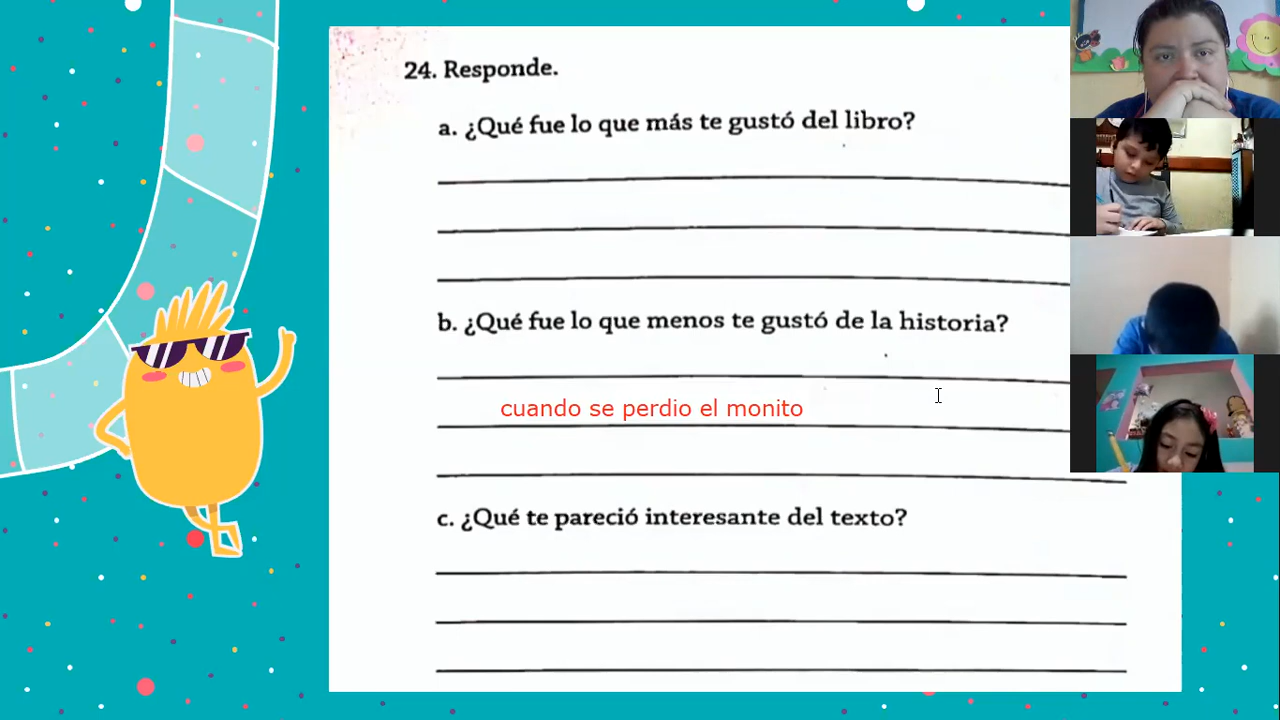 24. Responde.
a. ¿Qué fue lo que más te gustó del libro?
b. ¿Qué fue lo que menos te gustó de la historia?
cuando se perdio el monito
c. ¿Qué te pareció interesante del texto?